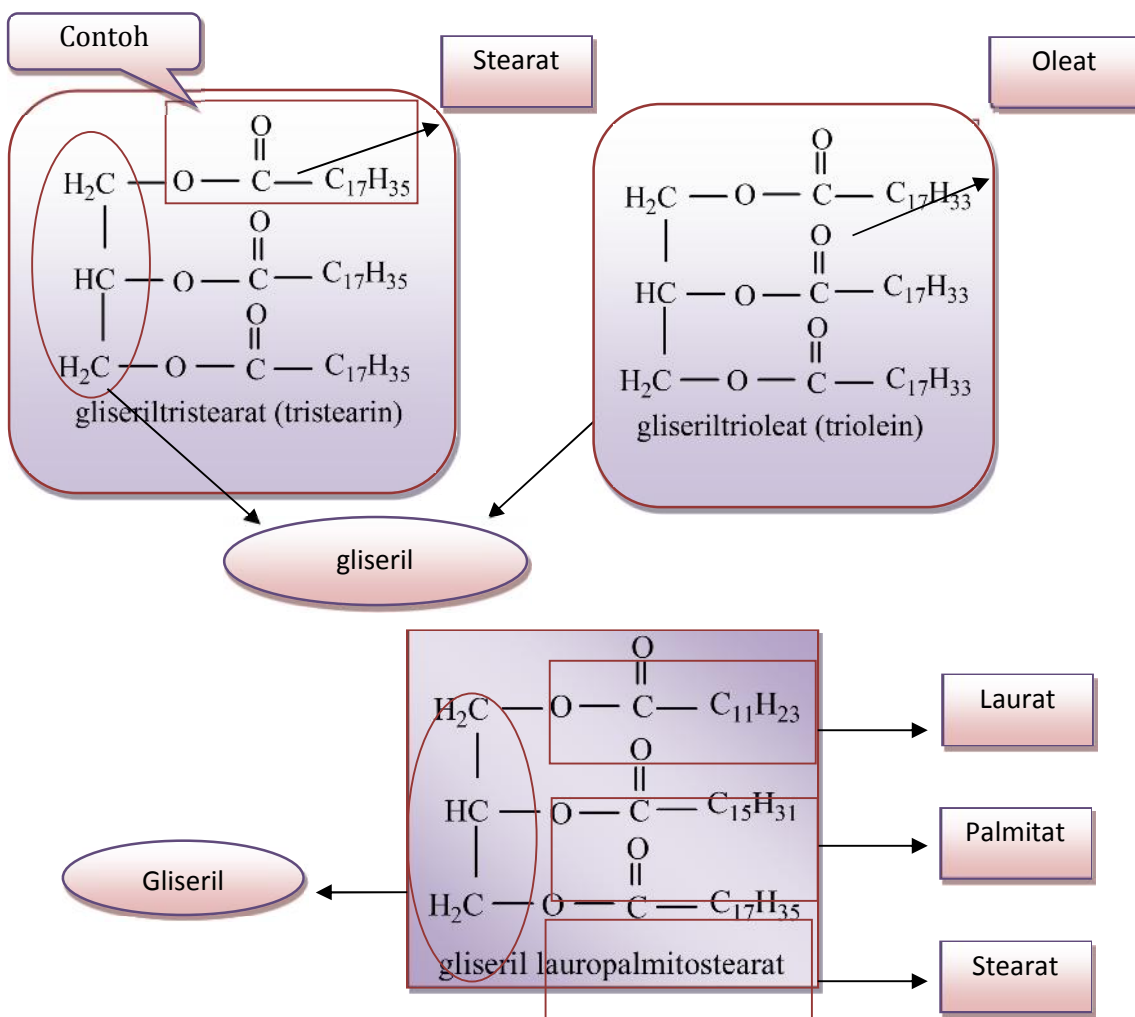 Contoh
Stearat
Oleat
O
H₂C — O — C — C₁₇H₃₅
O
HC — O — C — C₁₇H₃₅
O
H₂C — O — C — C₁₇H₃₅
gliseriltristearat (tristearin)
O
H₂C — O — C — C₁₇H₃₃
O
HC — O — C — C₁₇H₃₃
O
H₂C — O — C — C₁₇H₃₃
gliseriltrioleat (triolein)
gliseril
O
H₂C — O — C — C₁₁H₂₃
O
HC — O — C — C₁₅H₃₁
O
H₂C — O — C — C₁₇H₃₅
gliseril lauropalmitostearat
Laurat
Palmitat
Gliseril
Stearat